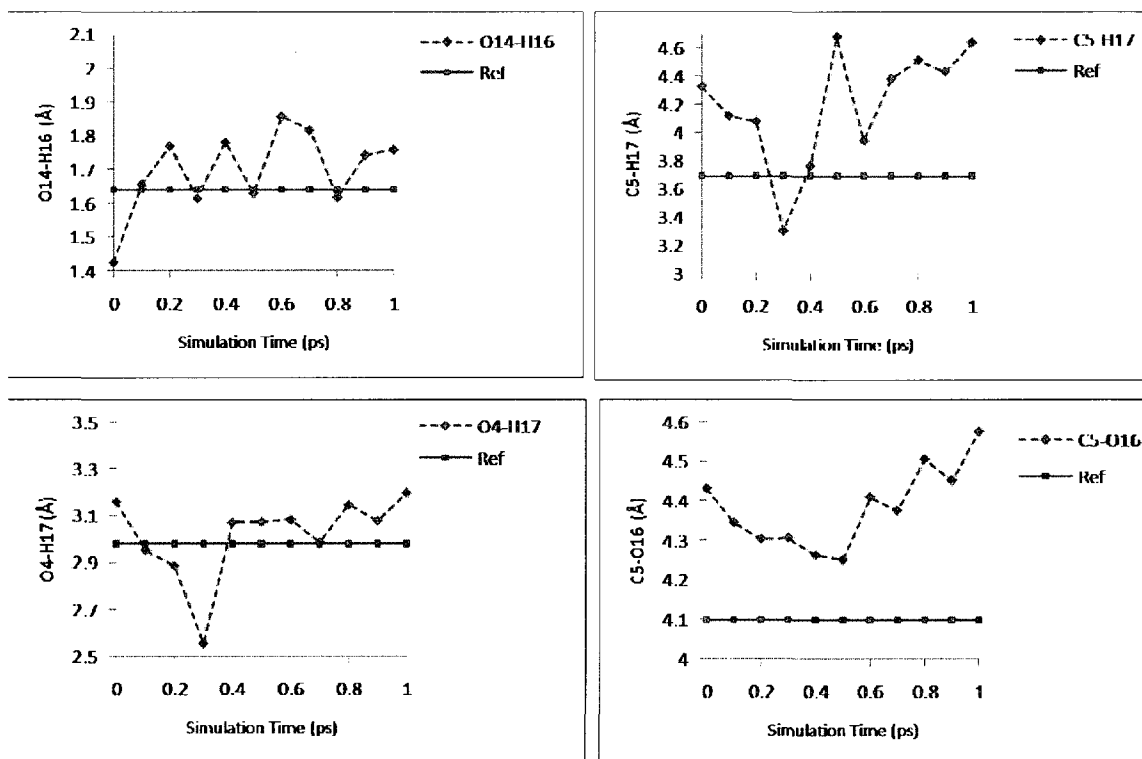 2.1
2
1.9
1.8
1.7
1.6
1.5
1.4
O14-H16 (Å)
0 0.2 0.4 0.6 0.8 1
Simulation Time (ps)
O14-H16
Ref
4.6
4.4
4.2
4
3.8
3.6
3.4
3.2
3
C5-H17 (Å)
0 0.2 0.4 0.6 0.8 1
Simulation Time (ps)
C5-H17
Ref
3.5
3.3
3.1
2.9
2.7
2.5
O4-H17 (Å)
0 0.2 0.4 0.6 0.8 1
Simulation Time (ps)
O4-H17
Ref
4.6
4.5
4.4
4.3
4.2
4.1
4
C5-O16 (Å)
0 0.2 0.4 0.6 0.8 1
Simulation Time (ps)
C5-O16
Ref